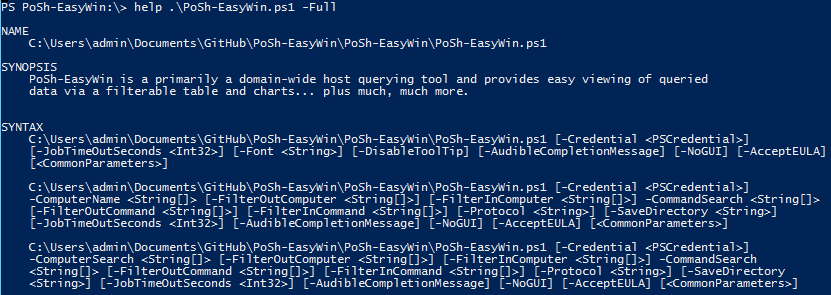 PS PoSh-EasyWin:\> help .\PoSh-EasyWin.ps1 -Full
NAME
C:\Users\admin\Documents\GitHub\PoSh-EasyWin\PoSh-EasyWin\PoSh-EasyWin.ps1
SYNOPSIS
PoSh-EasyWin is a primarily a domain-wide host querying tool and provides easy viewing of queried
data via a filterable table and charts... plus much, much more.
SYNTAX
C:\Users\admin\Documents\GitHub\PoSh-EasyWin\PoSh-EasyWin\PoSh-EasyWin.ps1 [-Credential <PSCredential>]
[-JobTimeOutSeconds <Int32>] [-Font <String>] [-DisableToolTip] [-AudibleCompletionMessage] [-NoGUI] [-AcceptEULA]
[<CommonParameters>]
C:\Users\admin\Documents\GitHub\PoSh-EasyWin\PoSh-EasyWin\PoSh-EasyWin.ps1 [-Credential <PSCredential>]
-ComputerName <String[]> [-FilterOutComputer <String[]>] [-FilterInComputer <String[]>] -CommandSearch <String[]>
[-FilterOutCommand <String[]>] [-FilterInCommand <String[]>] [-Protocol <String>] [-SaveDirectory <String>]
[-JobTimeOutSeconds <Int32>] [-AudibleCompletionMessage] [-NoGUI] [-AcceptEULA] [<CommonParameters>]
C:\Users\admin\Documents\GitHub\PoSh-EasyWin\PoSh-EasyWin\PoSh-EasyWin.ps1 [-Credential <PSCredential>]
-ComputerSearch <String[]> [-FilterOutComputer <String[]>] [-FilterInComputer <String[]>] -CommandSearch
<String[]> [-FilterOutCommand <String[]>] [-FilterInCommand <String[]>] [-Protocol <String>] [-SaveDirectory
<String>] [-JobTimeOutSeconds <Int32>] [-AudibleCompletionMessage] [-NoGUI] [-AcceptEULA] [<CommonParameters>]